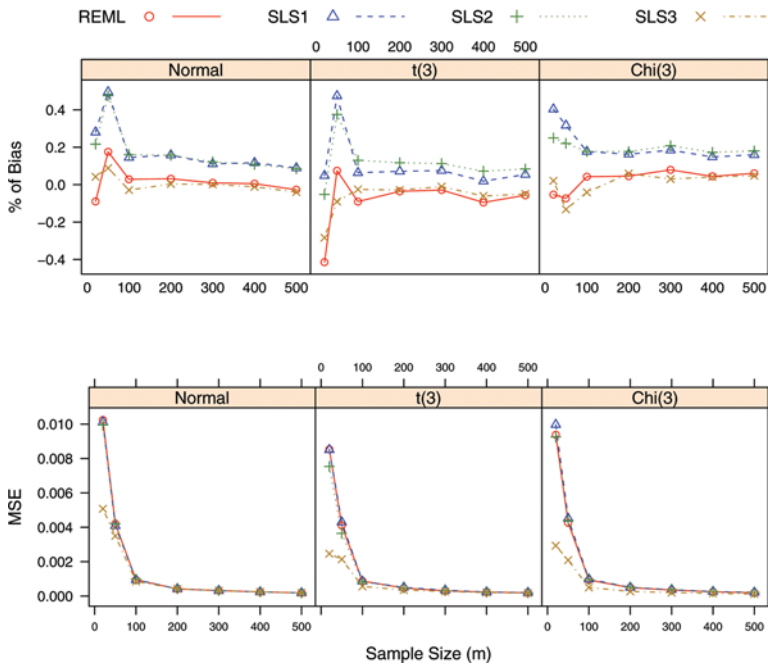 REML SLS1 SLS2 SLS3
0 100 200 300 400 500
Normal t(3) Chi(3)
% of Bias
0.4
0.2
0.0
−0.4
0 100 200 300 400 500 0 100 200 300 400 500
0 100 200 300 400 500
Normal t(3) Chi(3)
MSE
0.010
0.008
0.006
0.004
0.002
0.000
0 100 200 300 400 500 0 100 200 300 400 500
Sample Size (m)